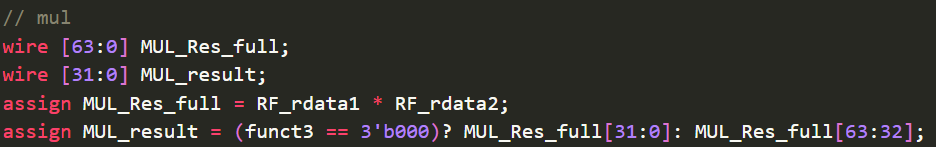 // mul
wire [63:0] MUL_Res_full;
wire [31:0] MUL_result;
assign MUL_Res_full = RF_rdata1 * RF_rdata2;
assign MUL_result = (funct3 == 3'b000)? MUL_Res_full[31:0]: MUL_Res_full[63:32];